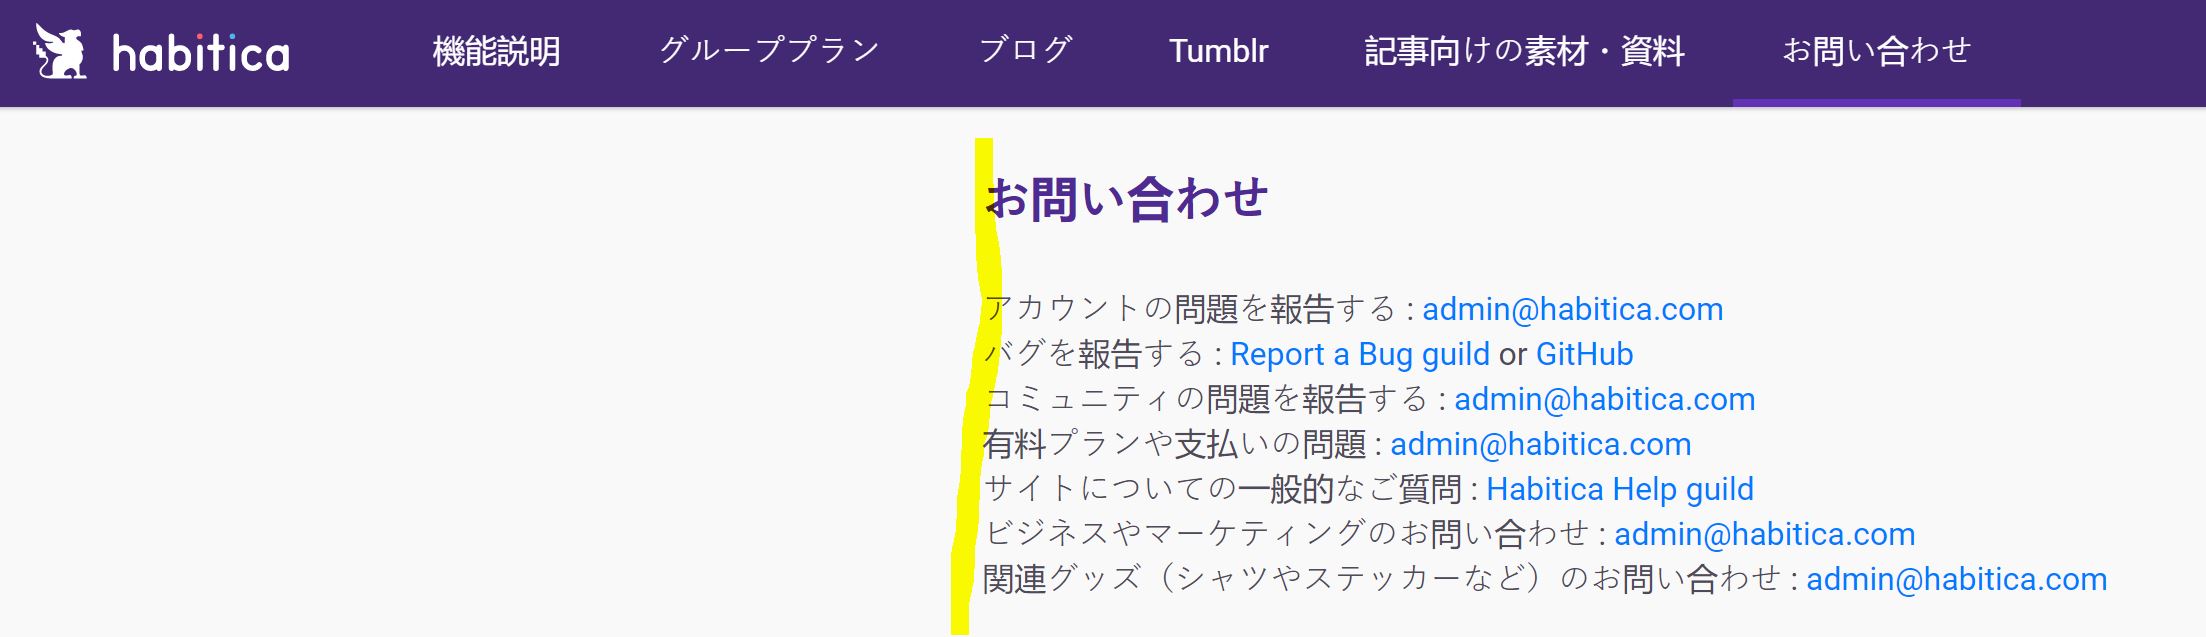 habitica 機能説明 グループプラン ブログ Tumblr 記事向けの素材・資料 お問い合わせ
お問い合わせ
アカウントの問題を報告する : admin@habitica.com
バグを報告する : Report a Bug guild or GitHub
コミュニティの問題を報告する : admin@habitica.com
有料プランや支払いの問題 : admin@habitica.com
サイトについての一般的なご質問 : Habitica Help guild
ビジネスやマーケティングのお問い合わせ : admin@habitica.com
関連グッズ（シャツやステッカーなど）のお問い合わせ : admin@habitica.com